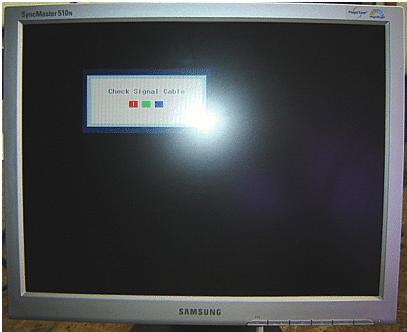 SyncMaster 510N
Check Signal Cable
SAMSUNG